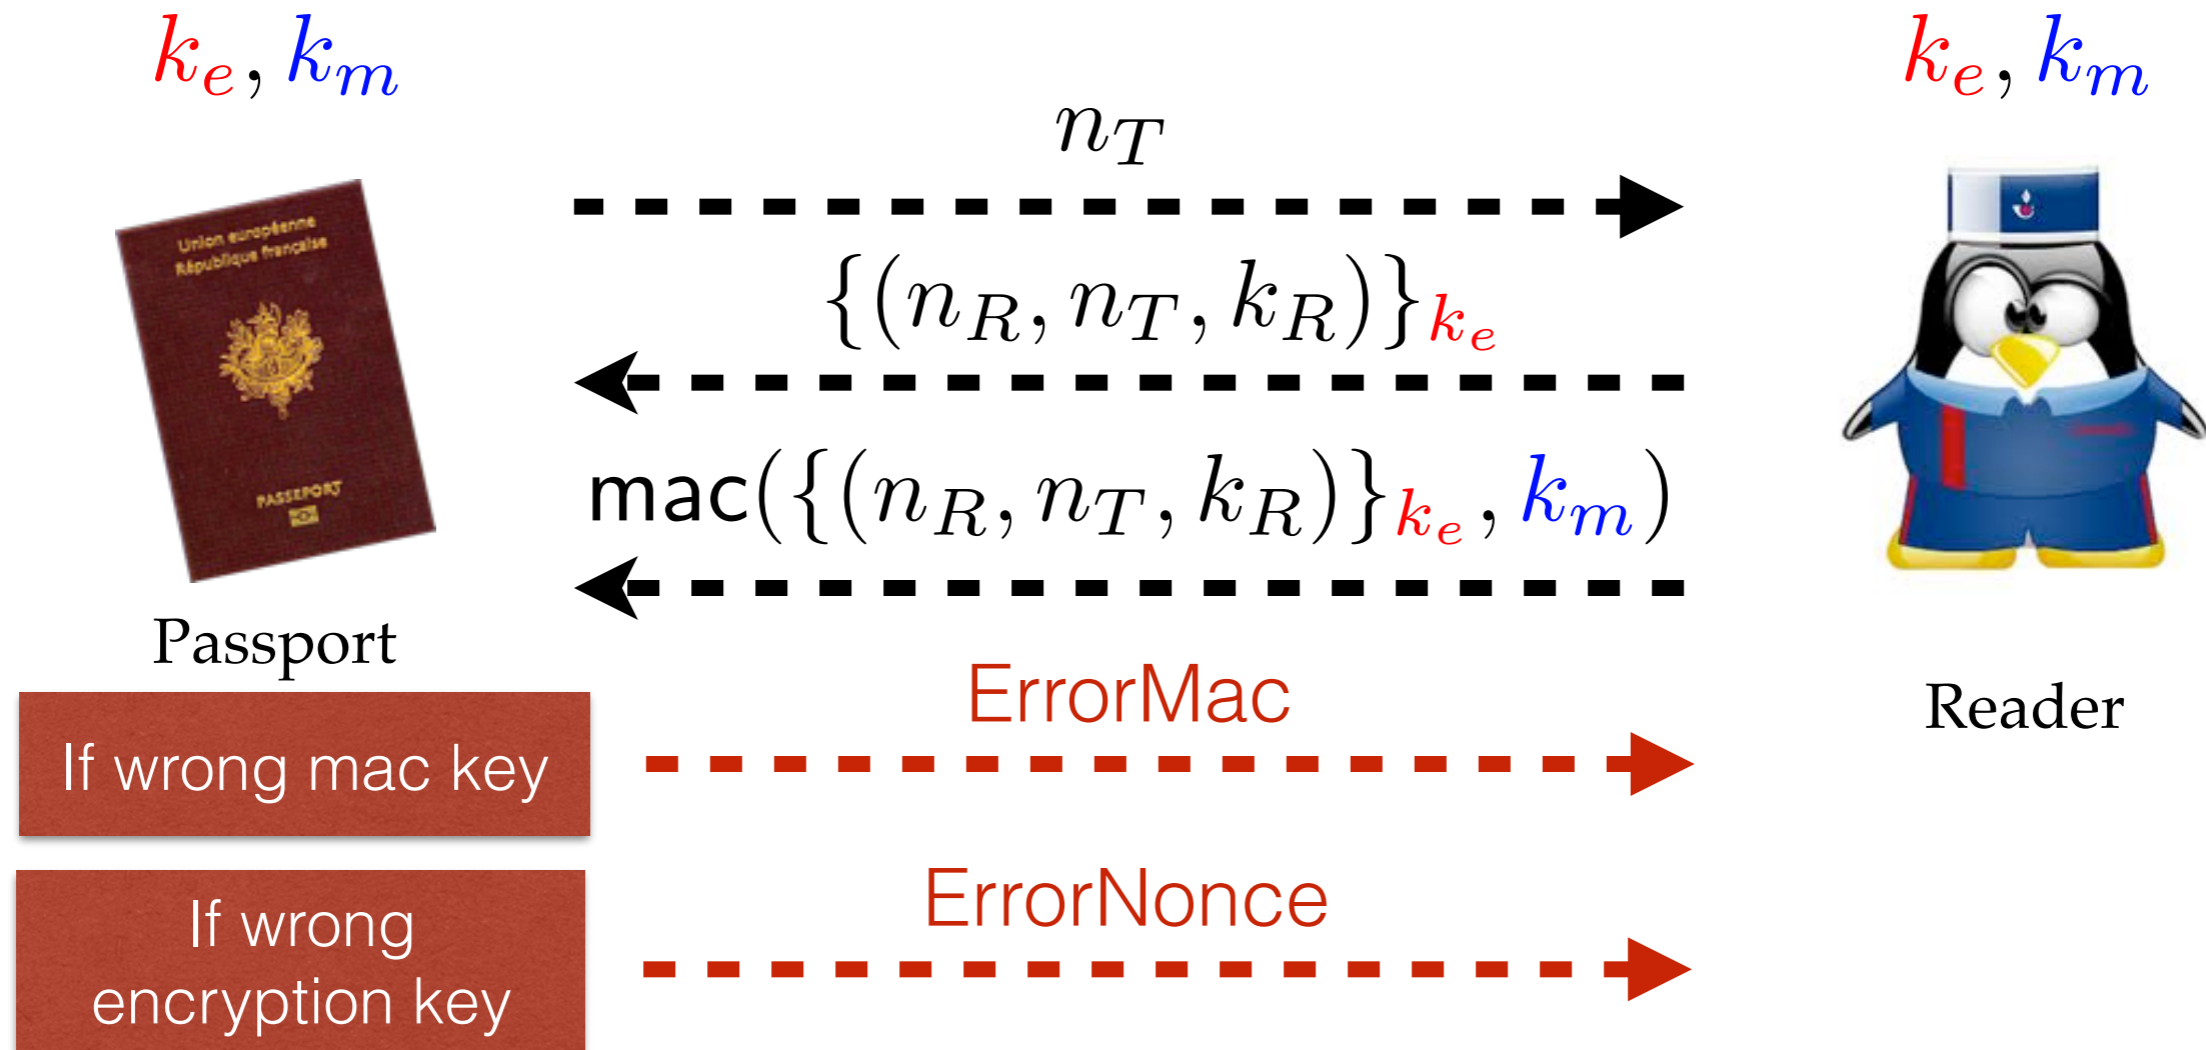 k_e, k_m
k_e, k_m
n_T
Union européenne
République française
{(n_R, n_T, k_R)}_{k_e}
mac({(n_R, n_T, k_R)}_{k_e}, k_m)
PASSEPORT
Passport
Reader
ErrorMac
If wrong mac key
ErrorNonce
If wrong
encryption key